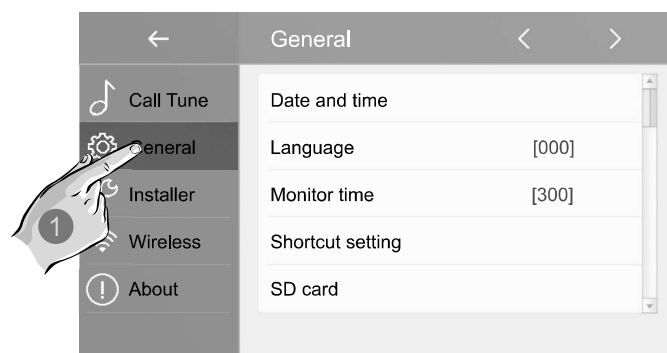 General
Call Tune
General
Installer
Wireless
About
Date and time
Language [000]
Monitor time [300]
Shortcut setting
SD card
1